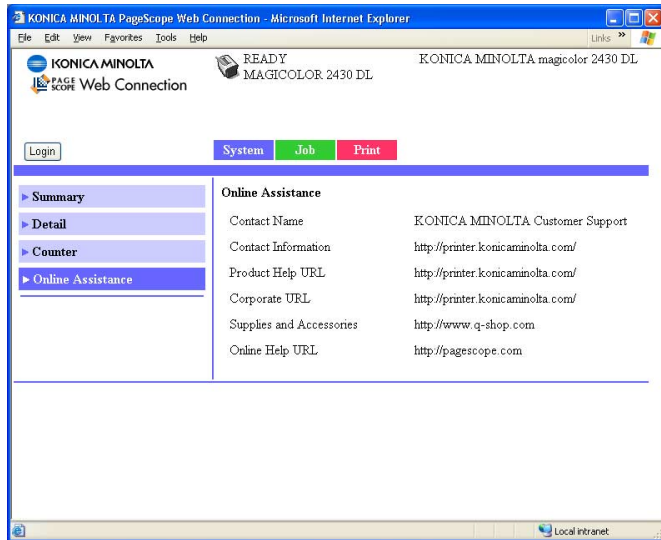 KONICA MINOLTA PageScope Web Connection - Microsoft Internet Explorer
File Edit View Favorites Tools Help
Links »
KONICA MINOLTA
PAGE SCOPE Web Connection
READY
MAGICOLOR 2430 DL
KONICA MINOLTA magicolor 2430 DL
Login
System Job Print
Summary
Detail
Counter
Online Assistance
Online Assistance
Contact Name KONICA MINOLTA Customer Support
Contact Information http://printer.konicaminolta.com/
Product Help URL http://printer.konicaminolta.com/
Corporate URL http://printer.konicaminolta.com/
Supplies and Accessories http://www.q-shop.com
Online Help URL http://pagescope.com
Local intranet